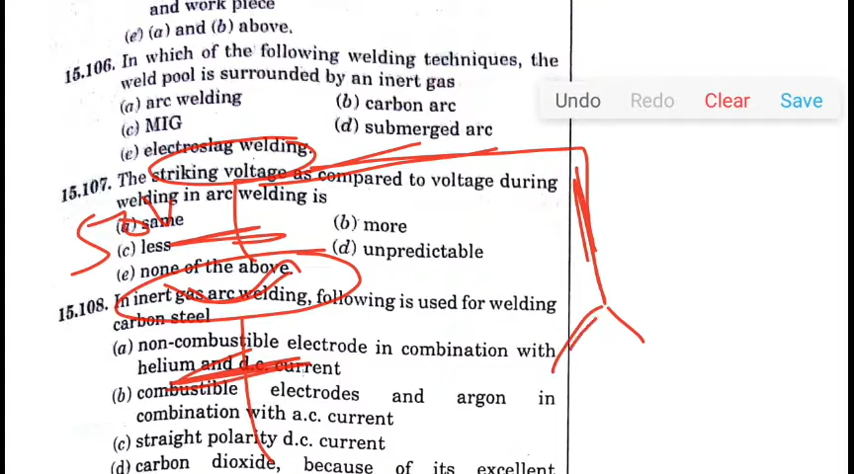 and work piece
(e) (a) and (b) above.
15.106. In which of the following welding techniques, the
weld pool is surrounded by an inert gas
(a) arc welding
(b) carbon arc
(c) MIG
(d) submerged arc
(e) electroslag welding.
15.107. The striking voltage as compared to voltage during
welding in arc welding is
(a) same
(b) more
(c) less
(d) unpredictable
(e) none of the above.
15.108. In inert gas arc welding, following is used for welding
carbon steel
(a) non-combustible electrode in combination with
helium and d.c. current
(b) combustible electrodes and argon in
combination with a.c. current
(c) straight polarity d.c. current
(d) carbon dioxide, because of its excellent
Undo Redo Clear Save